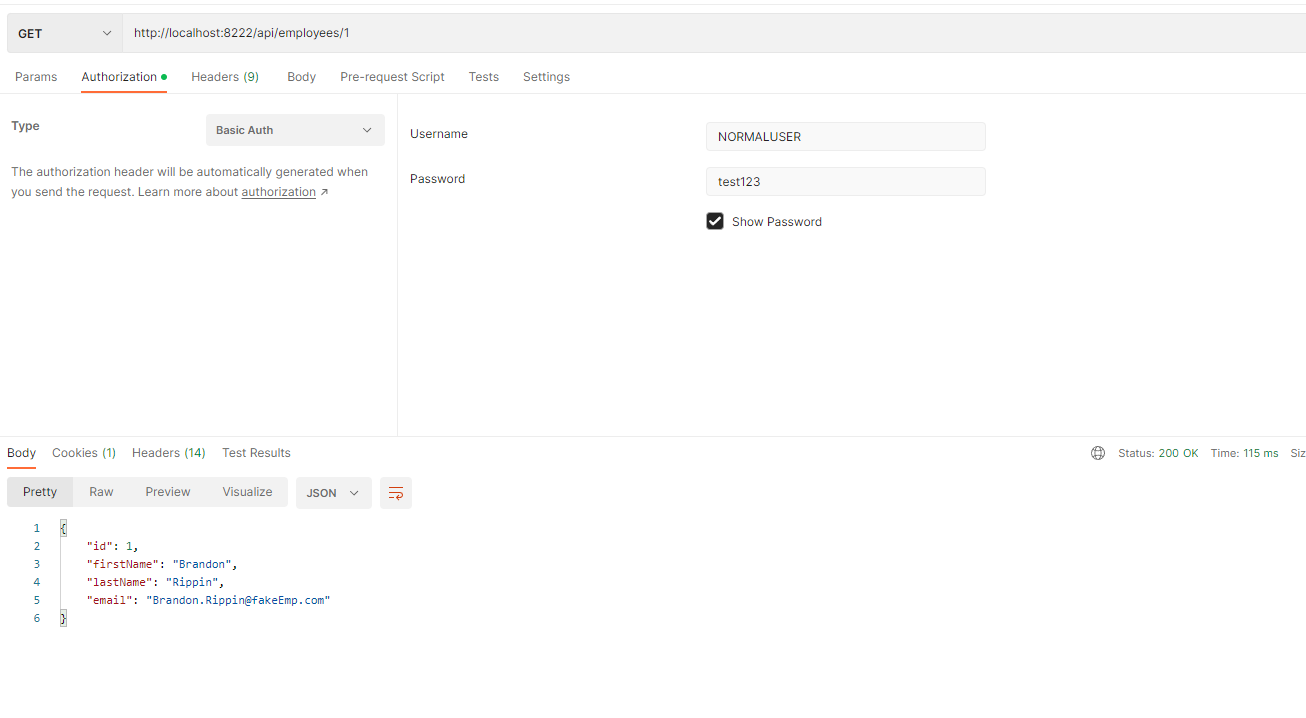 GET http://localhost:8222/api/employees/1
Params Authorization Headers (9) Body Pre-request Script Tests Settings
Type Basic Auth
The authorization header will be automatically generated when
you send the request. Learn more about authorization ↗
Username NORMALUSER
Password test123
Show Password
Body Cookies (1) Headers (14) Test Results Status: 200 OK Time: 115 ms Siz
Pretty Raw Preview Visualize JSON
1 {
2 "id": 1,
3 "firstName": "Brandon",
4 "lastName": "Rippin",
5 "email": "Brandon.Rippin@fakeEmp.com"
6 }